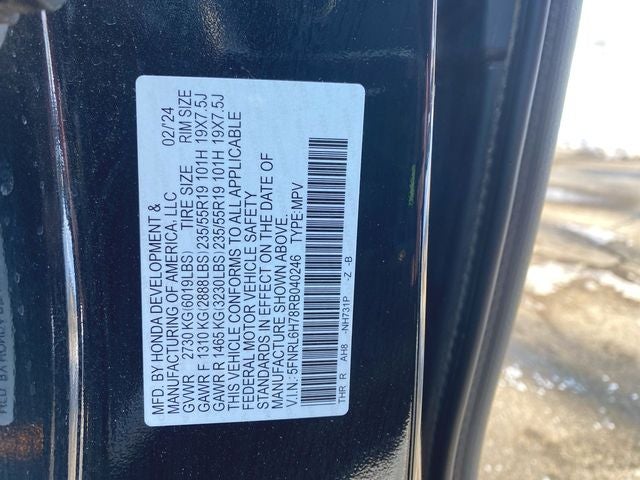 MFD. BY HONDA DEVELOPMENT & 02/'24
MANUFACTURING OF AMERICA, LLC
GVWR 2730 KG (6019LBS) TIRE SIZE RIM SIZE
GAWR F 1310 KG (2888LBS) 235/55R19 101H 19X7.5J
GAWR R 1465 KG (3230LBS) 235/55R19 101H 19X7.5J
THIS VEHICLE CONFORMS TO ALL APPLICABLE
FEDERAL MOTOR VEHICLE SAFETY
STANDARDS IN EFFECT ON THE DATE OF
MANUFACTURE SHOWN ABOVE.
V.I.N.: 5FNRL6H78RB040246 TYPE:MPV
THR R AH8 -NH731P -Z -B